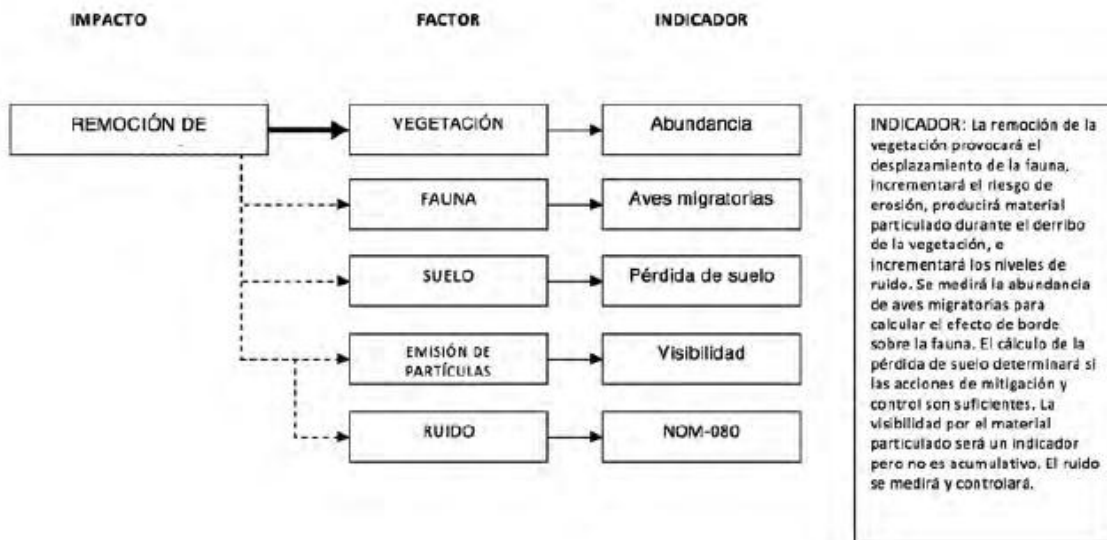 IMPACTO
FACTOR
INDICADOR
REMOCIÓN DE
VEGETACIÓN
Abundancia
FAUNA
Aves migratorias
SUELO
Pérdida de suelo
EMISIÓN DE
PARTÍCULAS
Visibilidad
RUIDO
NOM-080
INDICADOR: La remoción de la
vegetación provocará el
desplazamiento de la fauna,
incrementará el riesgo de
erosión, producirá material
particulado durante el derribo
de la vegetación, e
incrementará los niveles de
ruido. Se medirá la abundancia
de aves migratorias para
calcular el efecto de borde
sobre la fauna. El cálculo de la
pérdida de suelo determinará si
las acciones de mitigación y
control son suficientes. La
visibilidad por el material
particulado será un indicador
pero no es acumulativo. El ruido
se medirá y controlará.